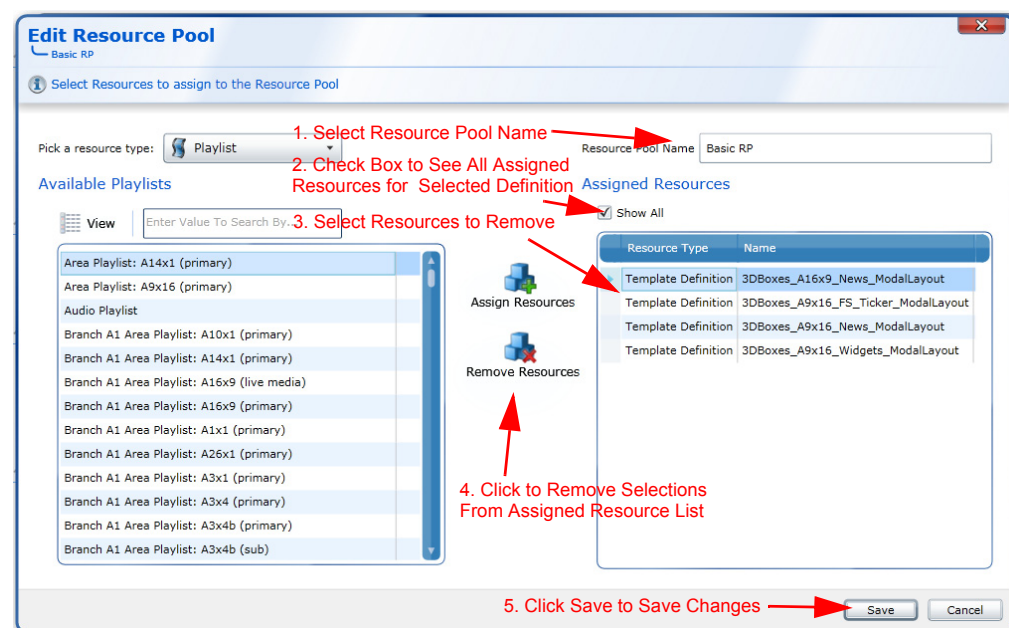 Edit Resource Pool
Basic RP
Select Resources to assign to the Resource Pool
1. Select Resource Pool Name
Pick a resource type: Playlist
Resource Pool Name Basic RP
2. Check Box to See All Assigned
Resources for Selected Definition
Available Playlists
Assigned Resources
Show All
View
Enter Value To Search By...
3. Select Resources to Remove
Resource Type Name
Area Playlist: A14x1 (primary)
Area Playlist: A9x16 (primary)
Audio Playlist
Branch A1 Area Playlist: A10x1 (primary)
Branch A1 Area Playlist: A14x1 (primary)
Branch A1 Area Playlist: A16x9 (live media)
Branch A1 Area Playlist: A16x9 (primary)
Branch A1 Area Playlist: A1x1 (primary)
Branch A1 Area Playlist: A26x1 (primary)
Branch A1 Area Playlist: A3x1 (primary)
Branch A1 Area Playlist: A3x4 (primary)
Branch A1 Area Playlist: A3x4b (primary)
Branch A1 Area Playlist: A3x4b (sub)
Assign Resources
Remove Resources
Template Definition 3DBoxes_A16x9_News_ModalLayout
Template Definition 3DBoxes_A9x16_FS_Ticker_ModalLayout
Template Definition 3DBoxes_A9x16_News_ModalLayout
Template Definition 3DBoxes_A9x16_Widgets_ModalLayout
4. Click to Remove Selections
From Assigned Resource List
5. Click Save to Save Changes
Save
Cancel